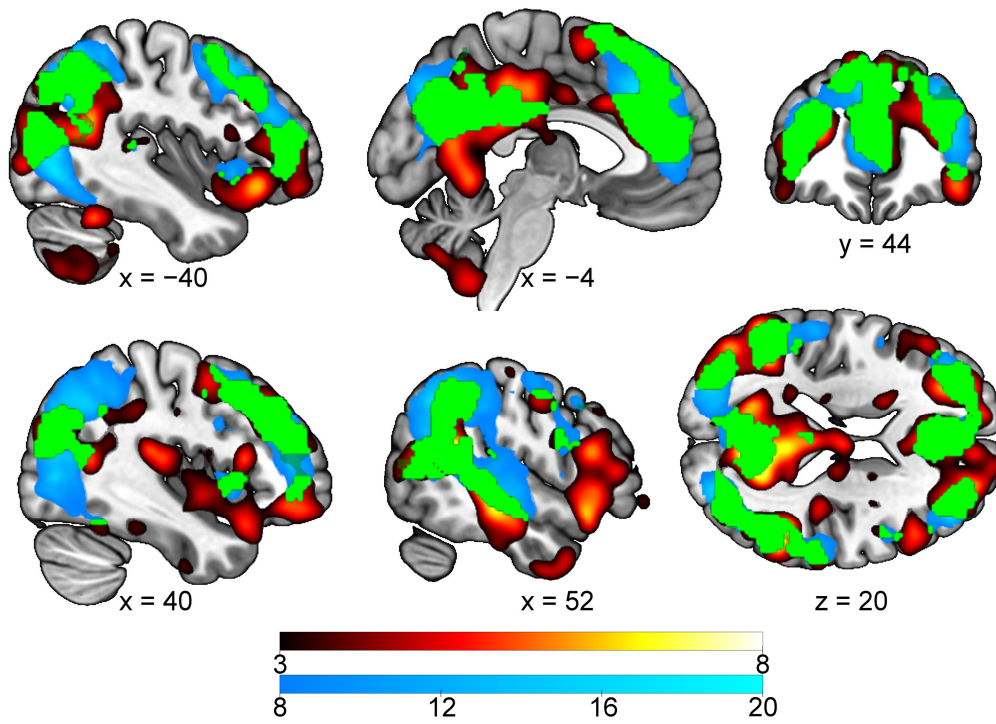 x = −40
x = −4
y = 44
x = 40
x = 52
z = 20
3 8
8 12 16 20